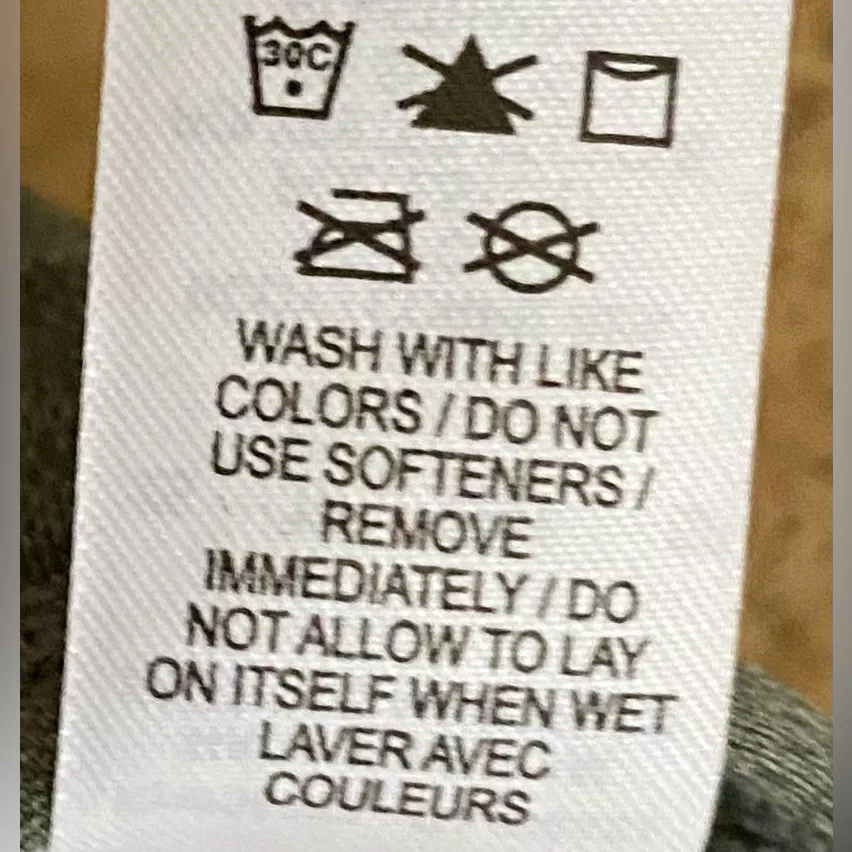 30C
WASH WITH LIKE
COLORS / DO NOT
USE SOFTENERS /
REMOVE
IMMEDIATELY / DO
NOT ALLOW TO LAY
ON ITSELF WHEN WET
LAVER AVEC
COULEURS